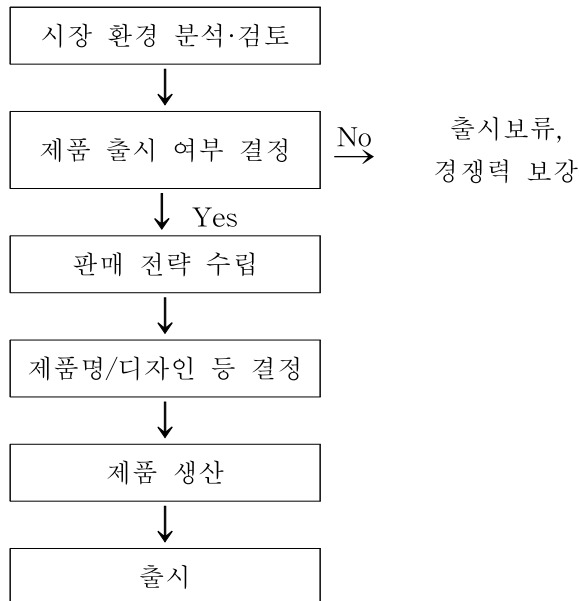 시장 환경 분석·검토
제품 출시 여부 결정
No
출시보류,
경쟁력 보강
Yes
판매 전략 수립
제품명/디자인 등 결정
제품 생산
출시